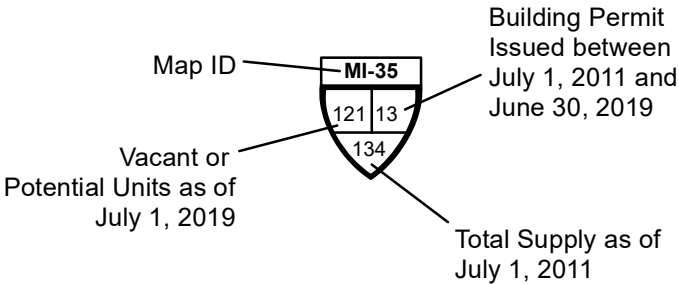 Building Permit
Issued between
July 1, 2011 and
June 30, 2019
Map ID
MI-35
121
13
134
Vacant or
Potential Units as of
July 1, 2019
Total Supply as of
July 1, 2011